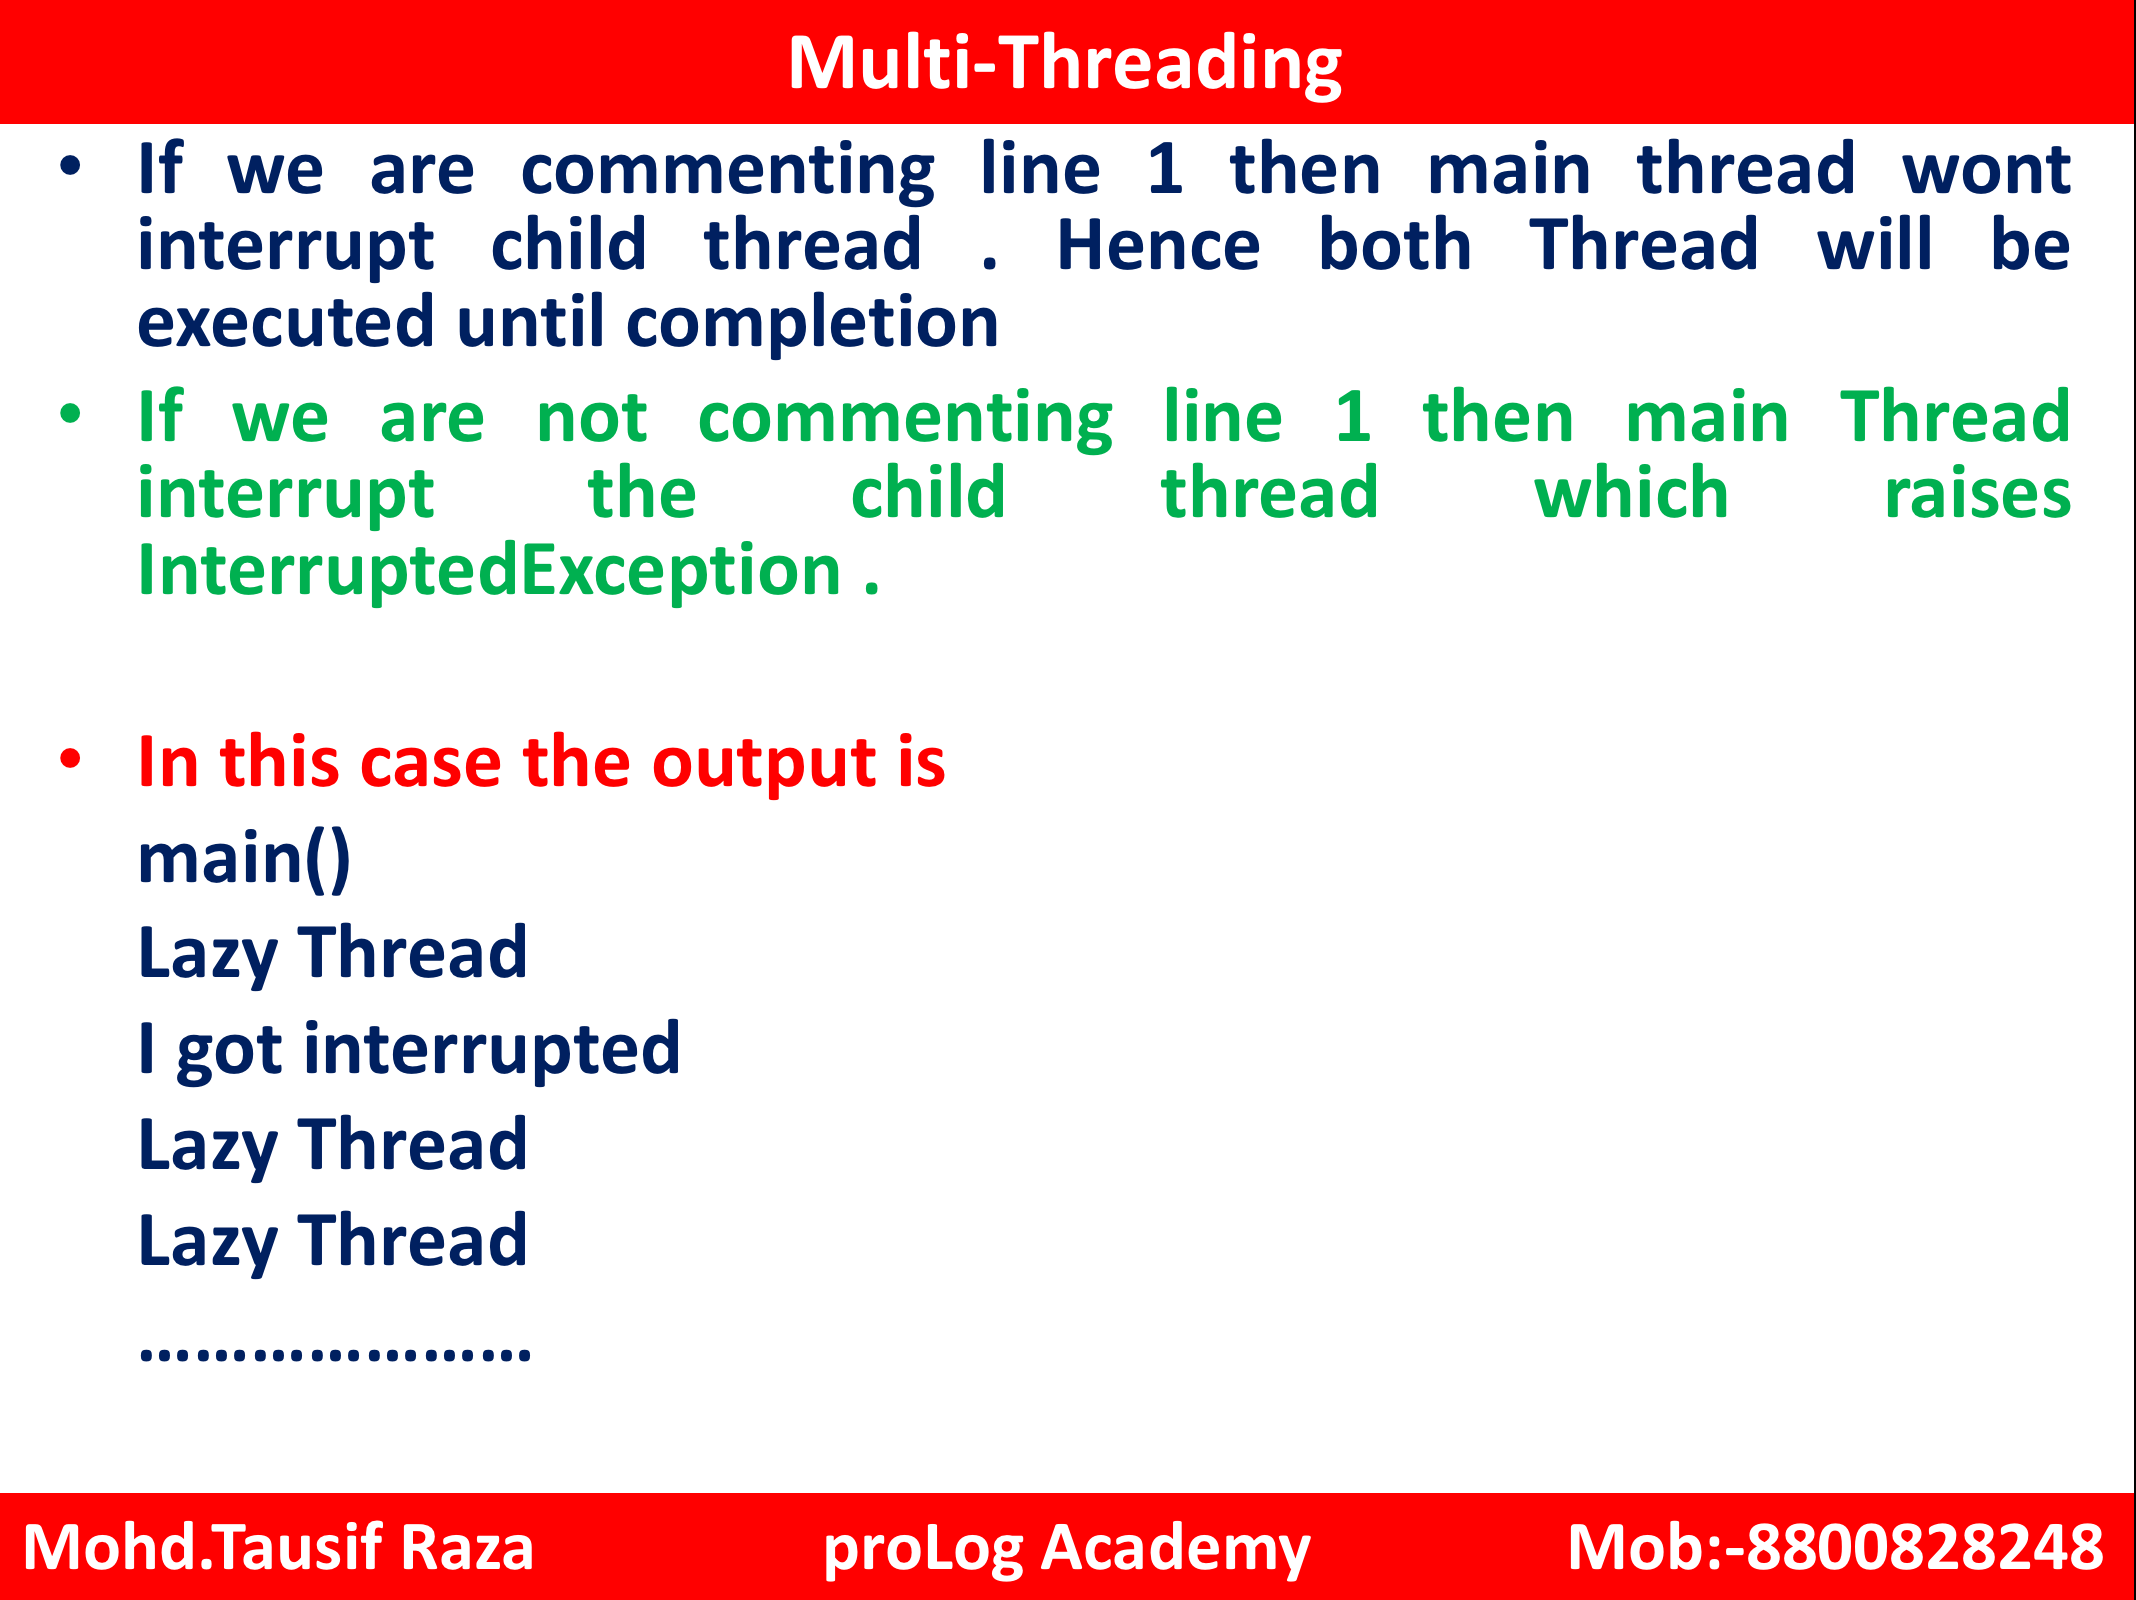 Multi-Threading
• If we are commenting line 1 then main thread wont
interrupt child thread . Hence both Thread will be
executed until completion
• If we are not commenting line 1 then main Thread
interrupt the child thread which raises
InterruptedException .
• In this case the output is
main()
Lazy Thread
I got interrupted
Lazy Thread
Lazy Thread
…………………
Mohd.Tausif Raza proLog Academy Mob:-8800828248